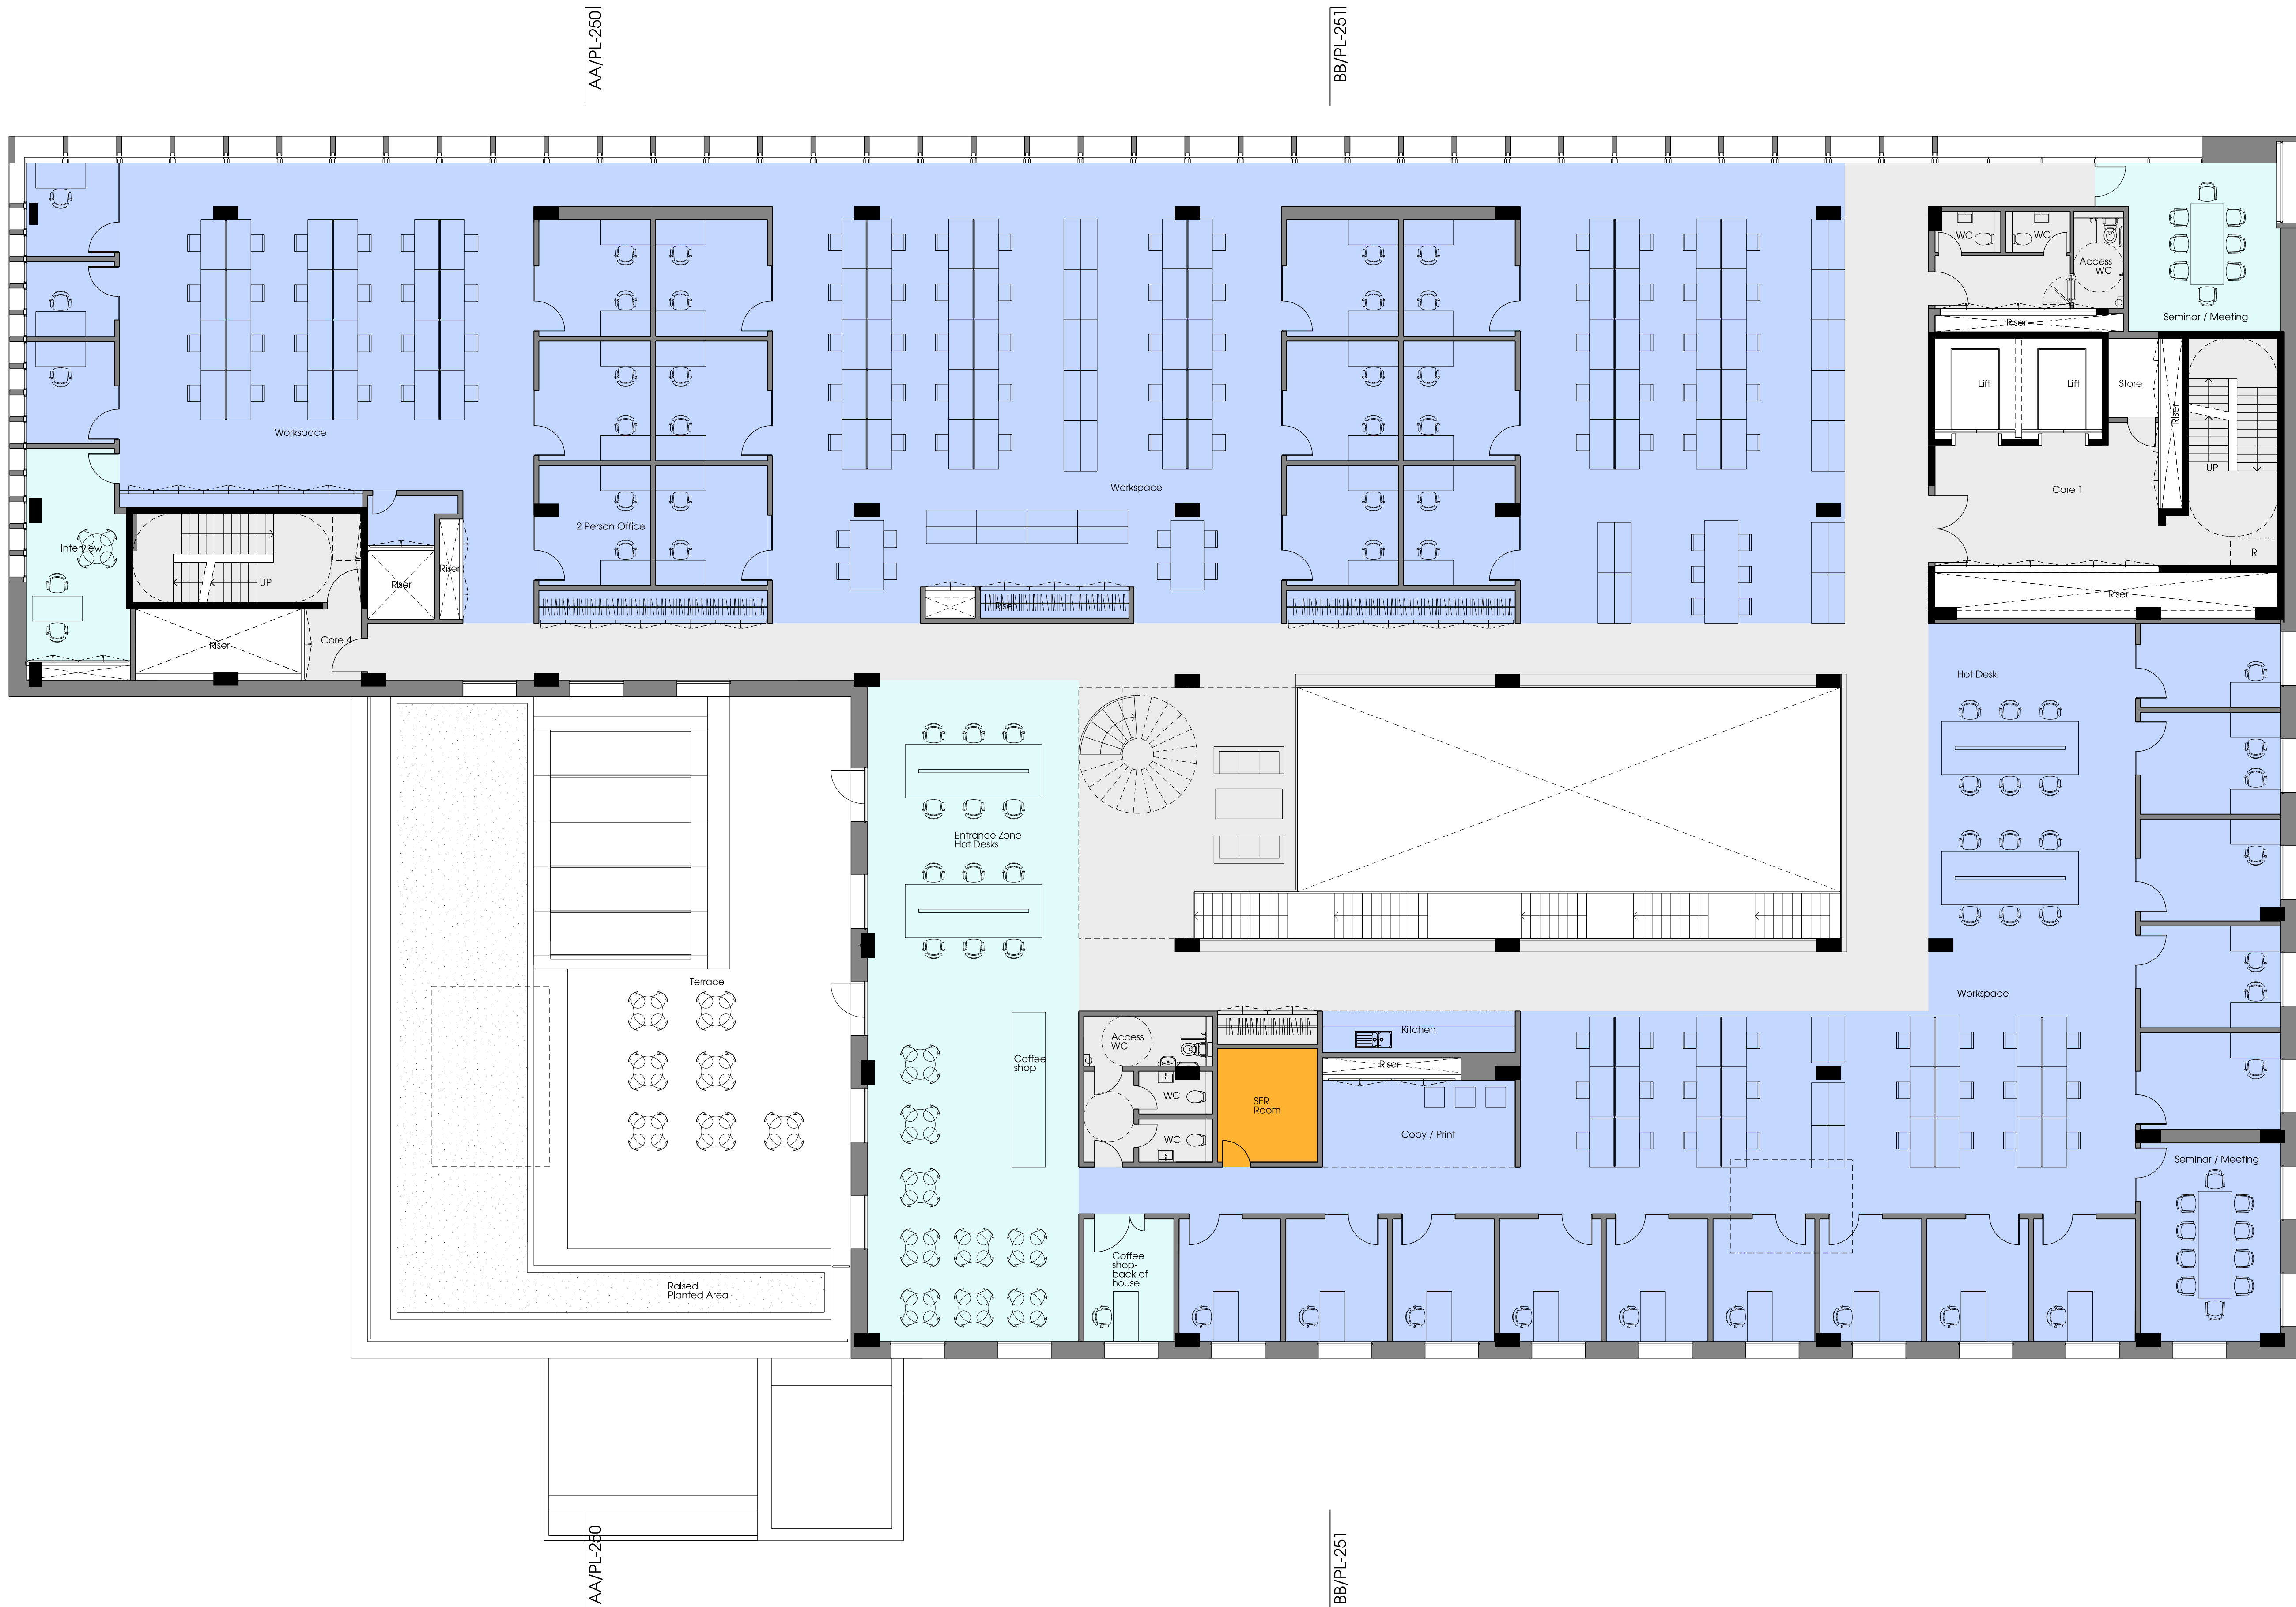 AA/PL-250
BB/PL-251
WC
WC
Access
WC
Riser
Seminar / Meeting
Lift
Lift
Store
Riser
UP
Core 1
R
Riser
Workspace
Workspace
2 Person Office
Interview
UP
Riser
Riser
Riser
Core 4
Riser
Hot Desk
Entrance Zone
Hot Desks
Terrace
Workspace
Coffee
shop
Access
WC
WC
WC
SER
Room
Kitchen
Riser
Copy / Print
Seminar / Meeting
Coffee
shop-
back of
house
Raised
Planted Area
AA/PL-250
BB/PL-251